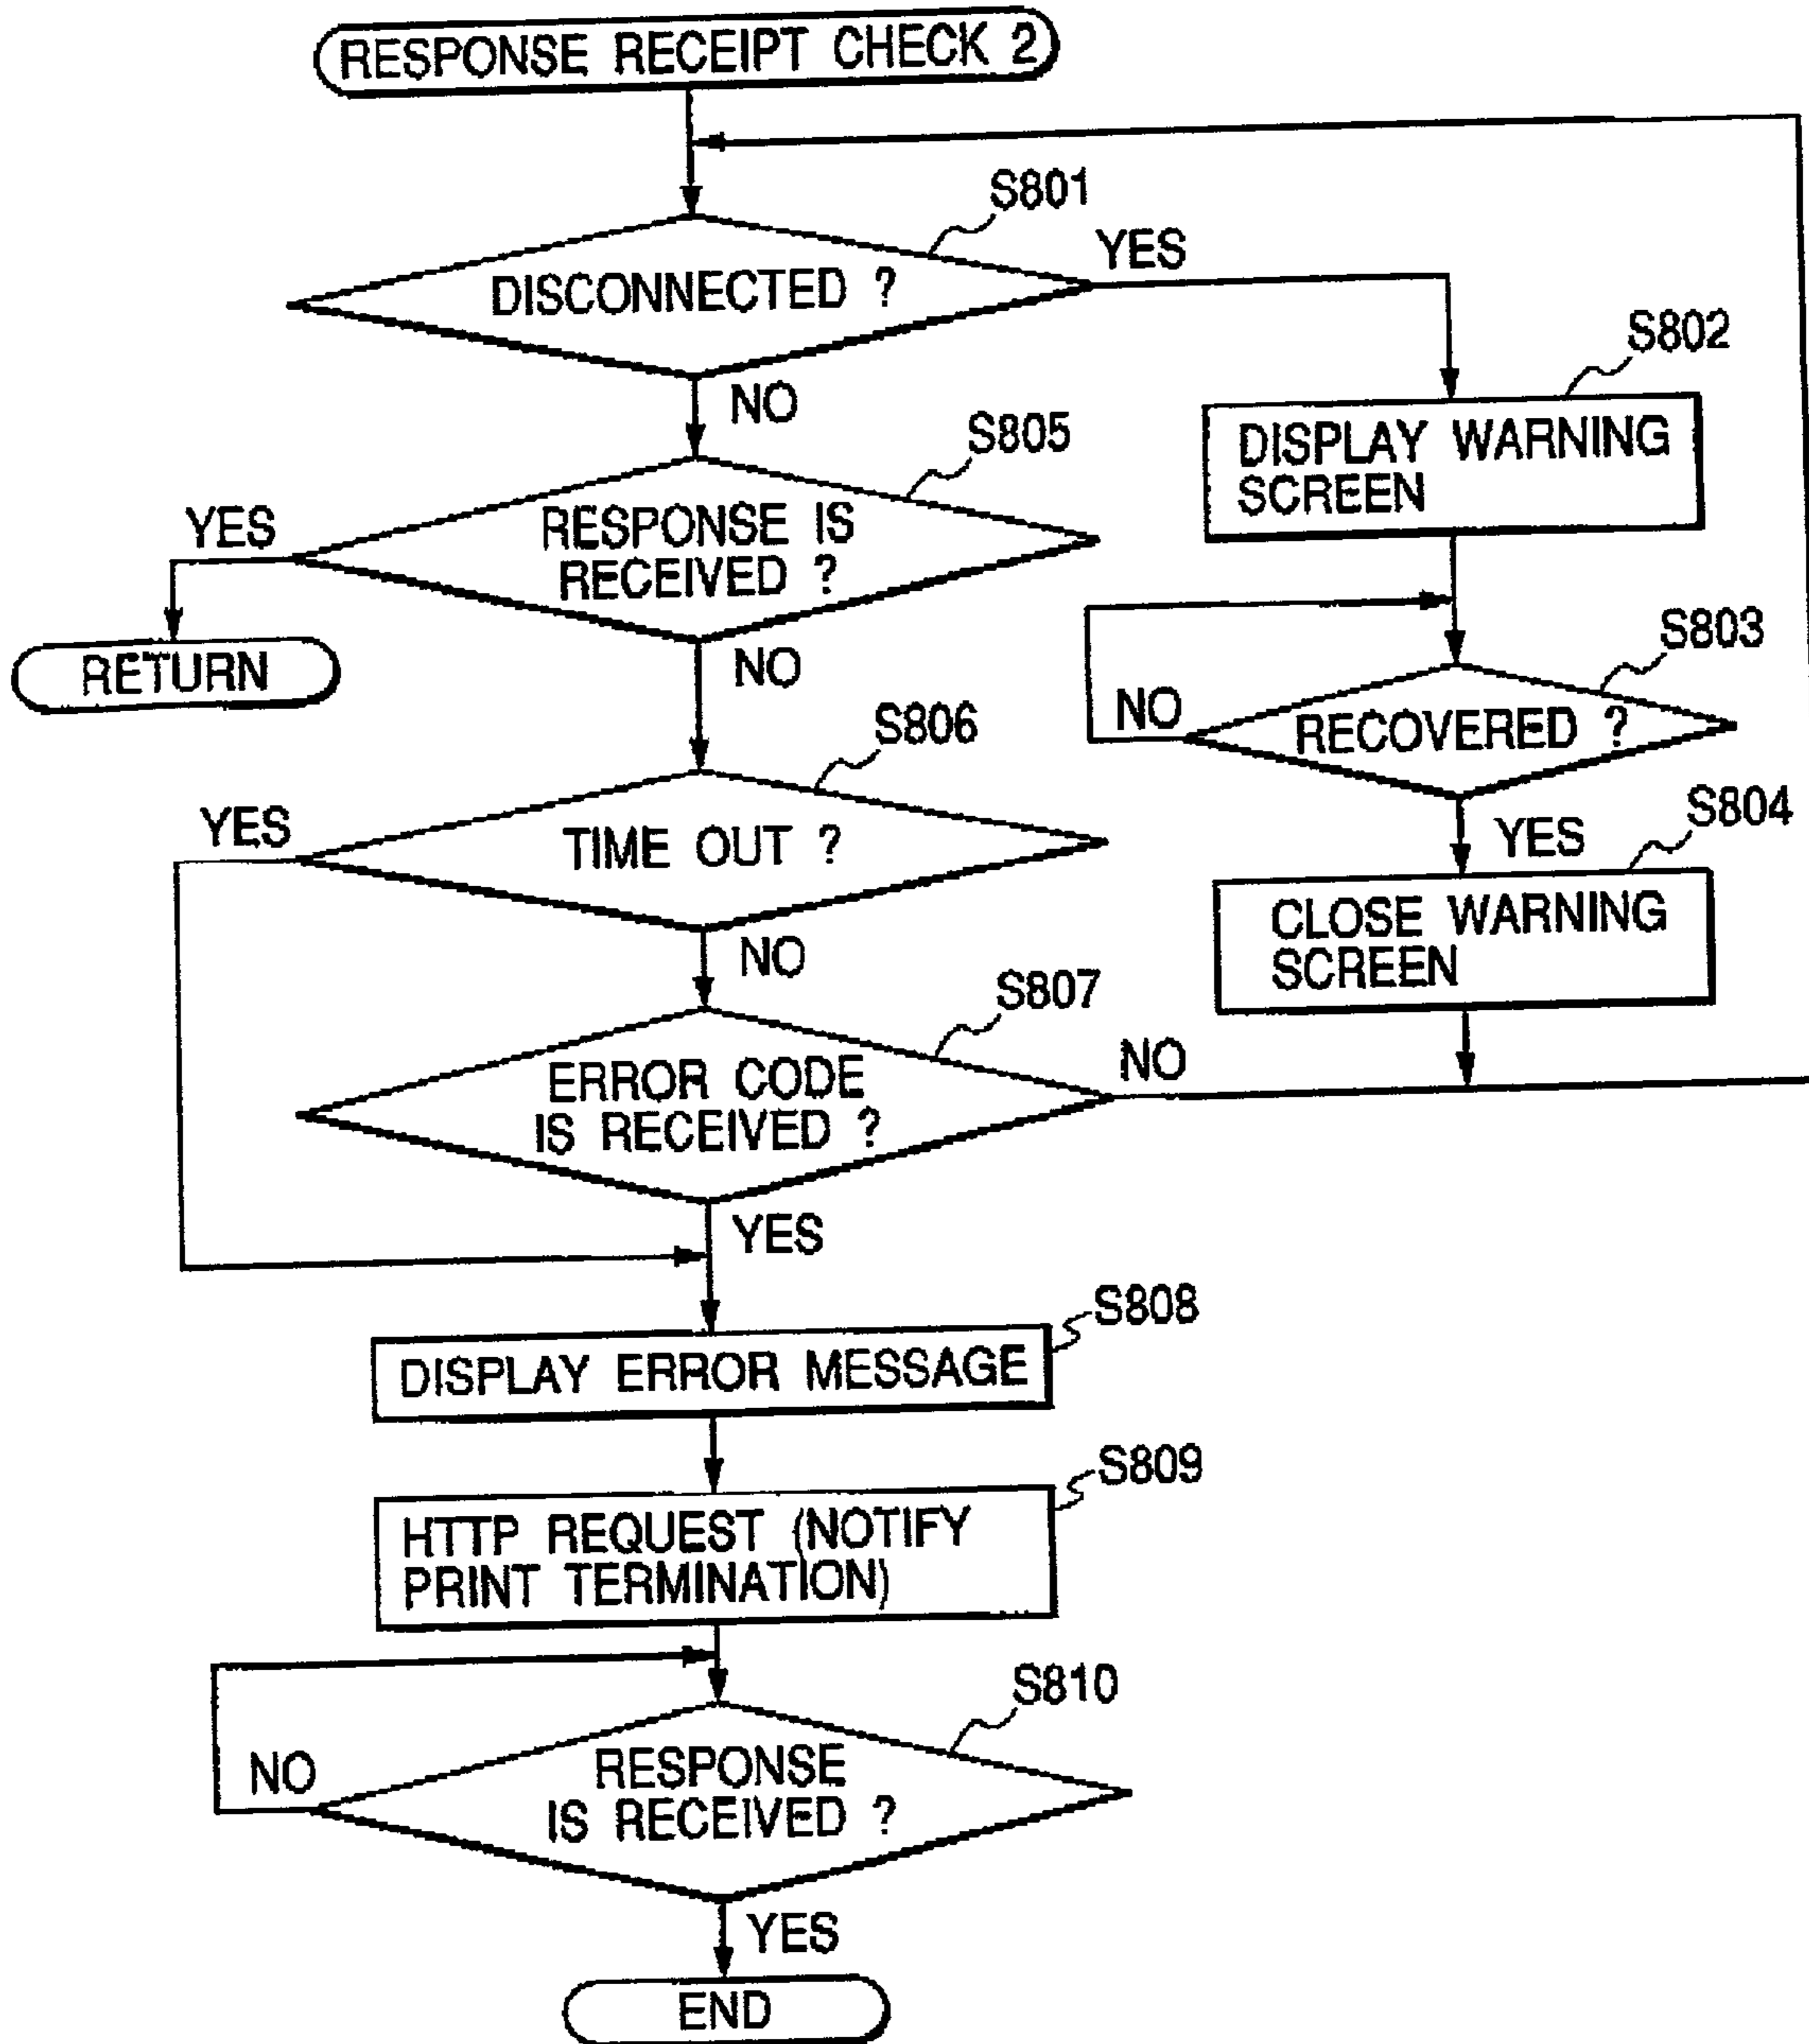 RESPONSE RECEIPT CHECK 2
S801
DISCONNECTED ?
YES
NO
S802
DISPLAY WARNING
SCREEN
S805
RESPONSE IS
RECEIVED ?
YES
RETURN
NO
S803
RECOVERED ?
NO
YES
S806
TIME OUT ?
YES
NO
S804
CLOSE WARNING
SCREEN
S807
ERROR CODE
IS RECEIVED ?
NO
YES
S808
DISPLAY ERROR MESSAGE
S809
HTTP REQUEST (NOTIFY
PRINT TERMINATION)
S810
RESPONSE
IS RECEIVED ?
NO
YES
END